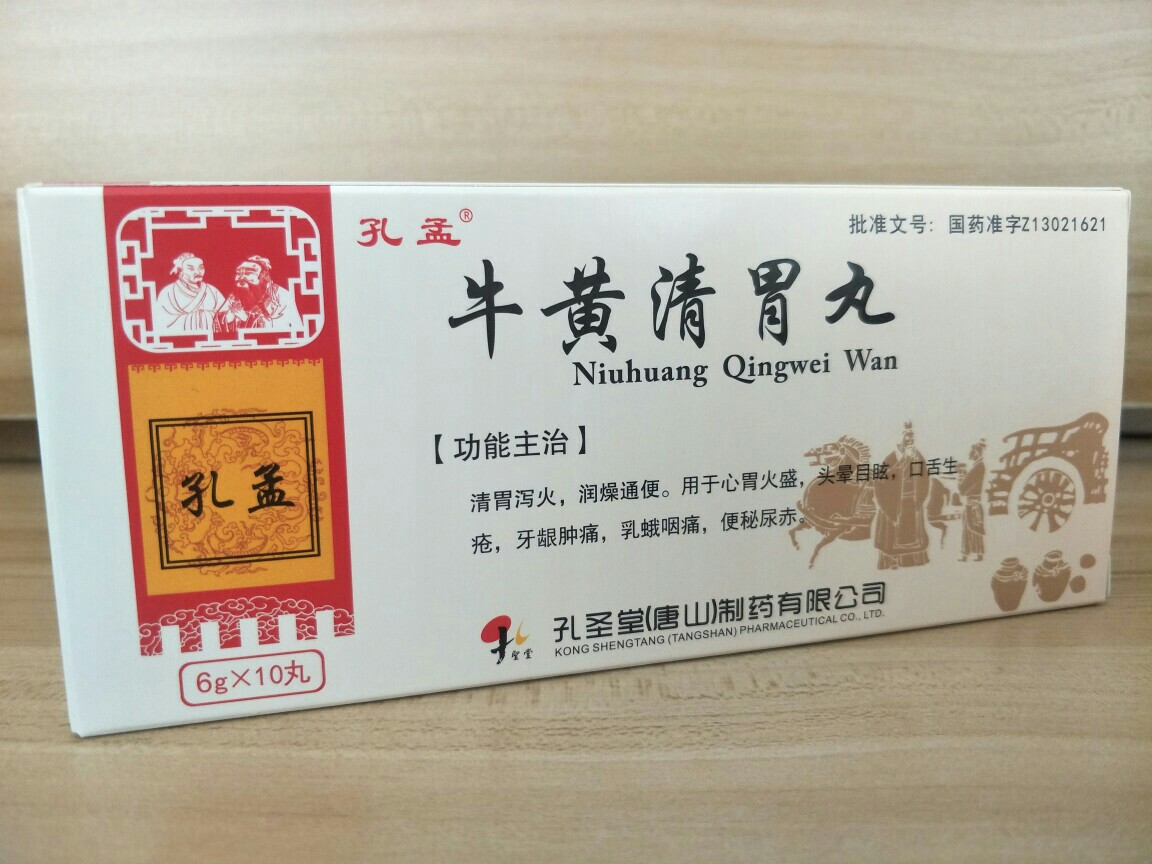 孔孟®
批准文号：国药准字Z13021621
牛黄清胃丸
Niuhuang Qingwei Wan
孔孟
【功能主治】
清胃泻火，润燥通便。用于心胃火盛，头晕目眩，口舌生
疮，牙龈肿痛，乳蛾咽痛，便秘尿赤。
孔圣堂
孔圣堂(唐山)制药有限公司
KONG SHENGTANG (TANGSHAN) PHARMACEUTICAL CO., LTD.
6g×10丸